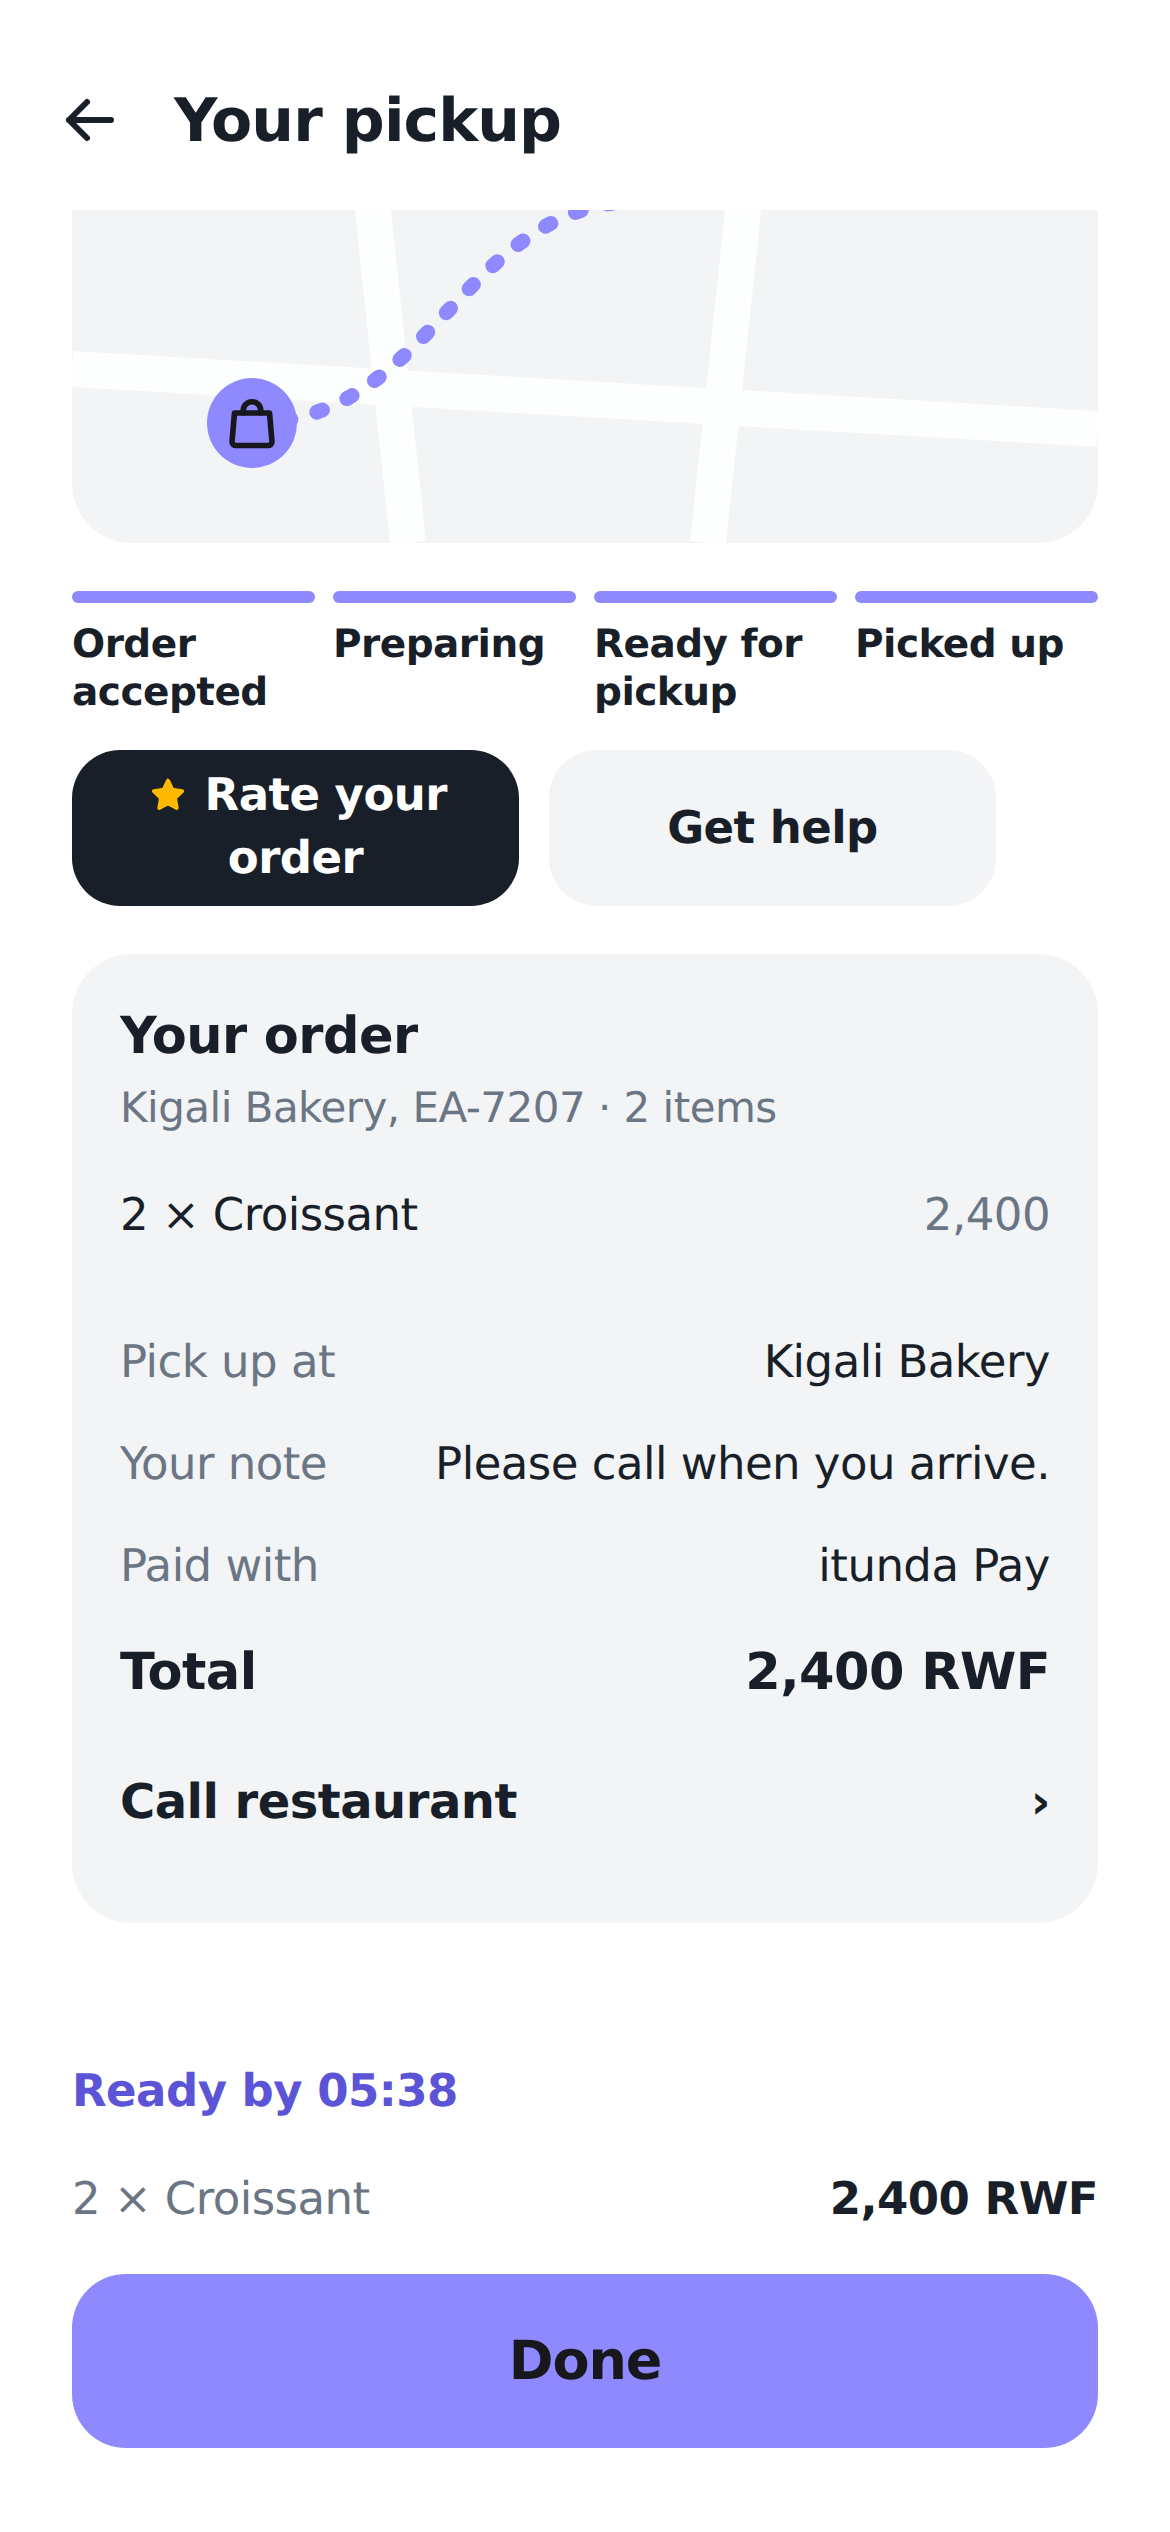 Your pickup
Order accepted
Preparing
Ready for pickup
Picked up
Rate your order
Get help
Your order
Kigali Bakery, EA-7207 · 2 items
2 × Croissant 2,400
Pick up at Kigali Bakery
Your note Please call when you arrive.
Paid with itunda Pay
Total 2,400 RWF
Call restaurant ›
Ready by 05:38
2 × Croissant 2,400 RWF
Done